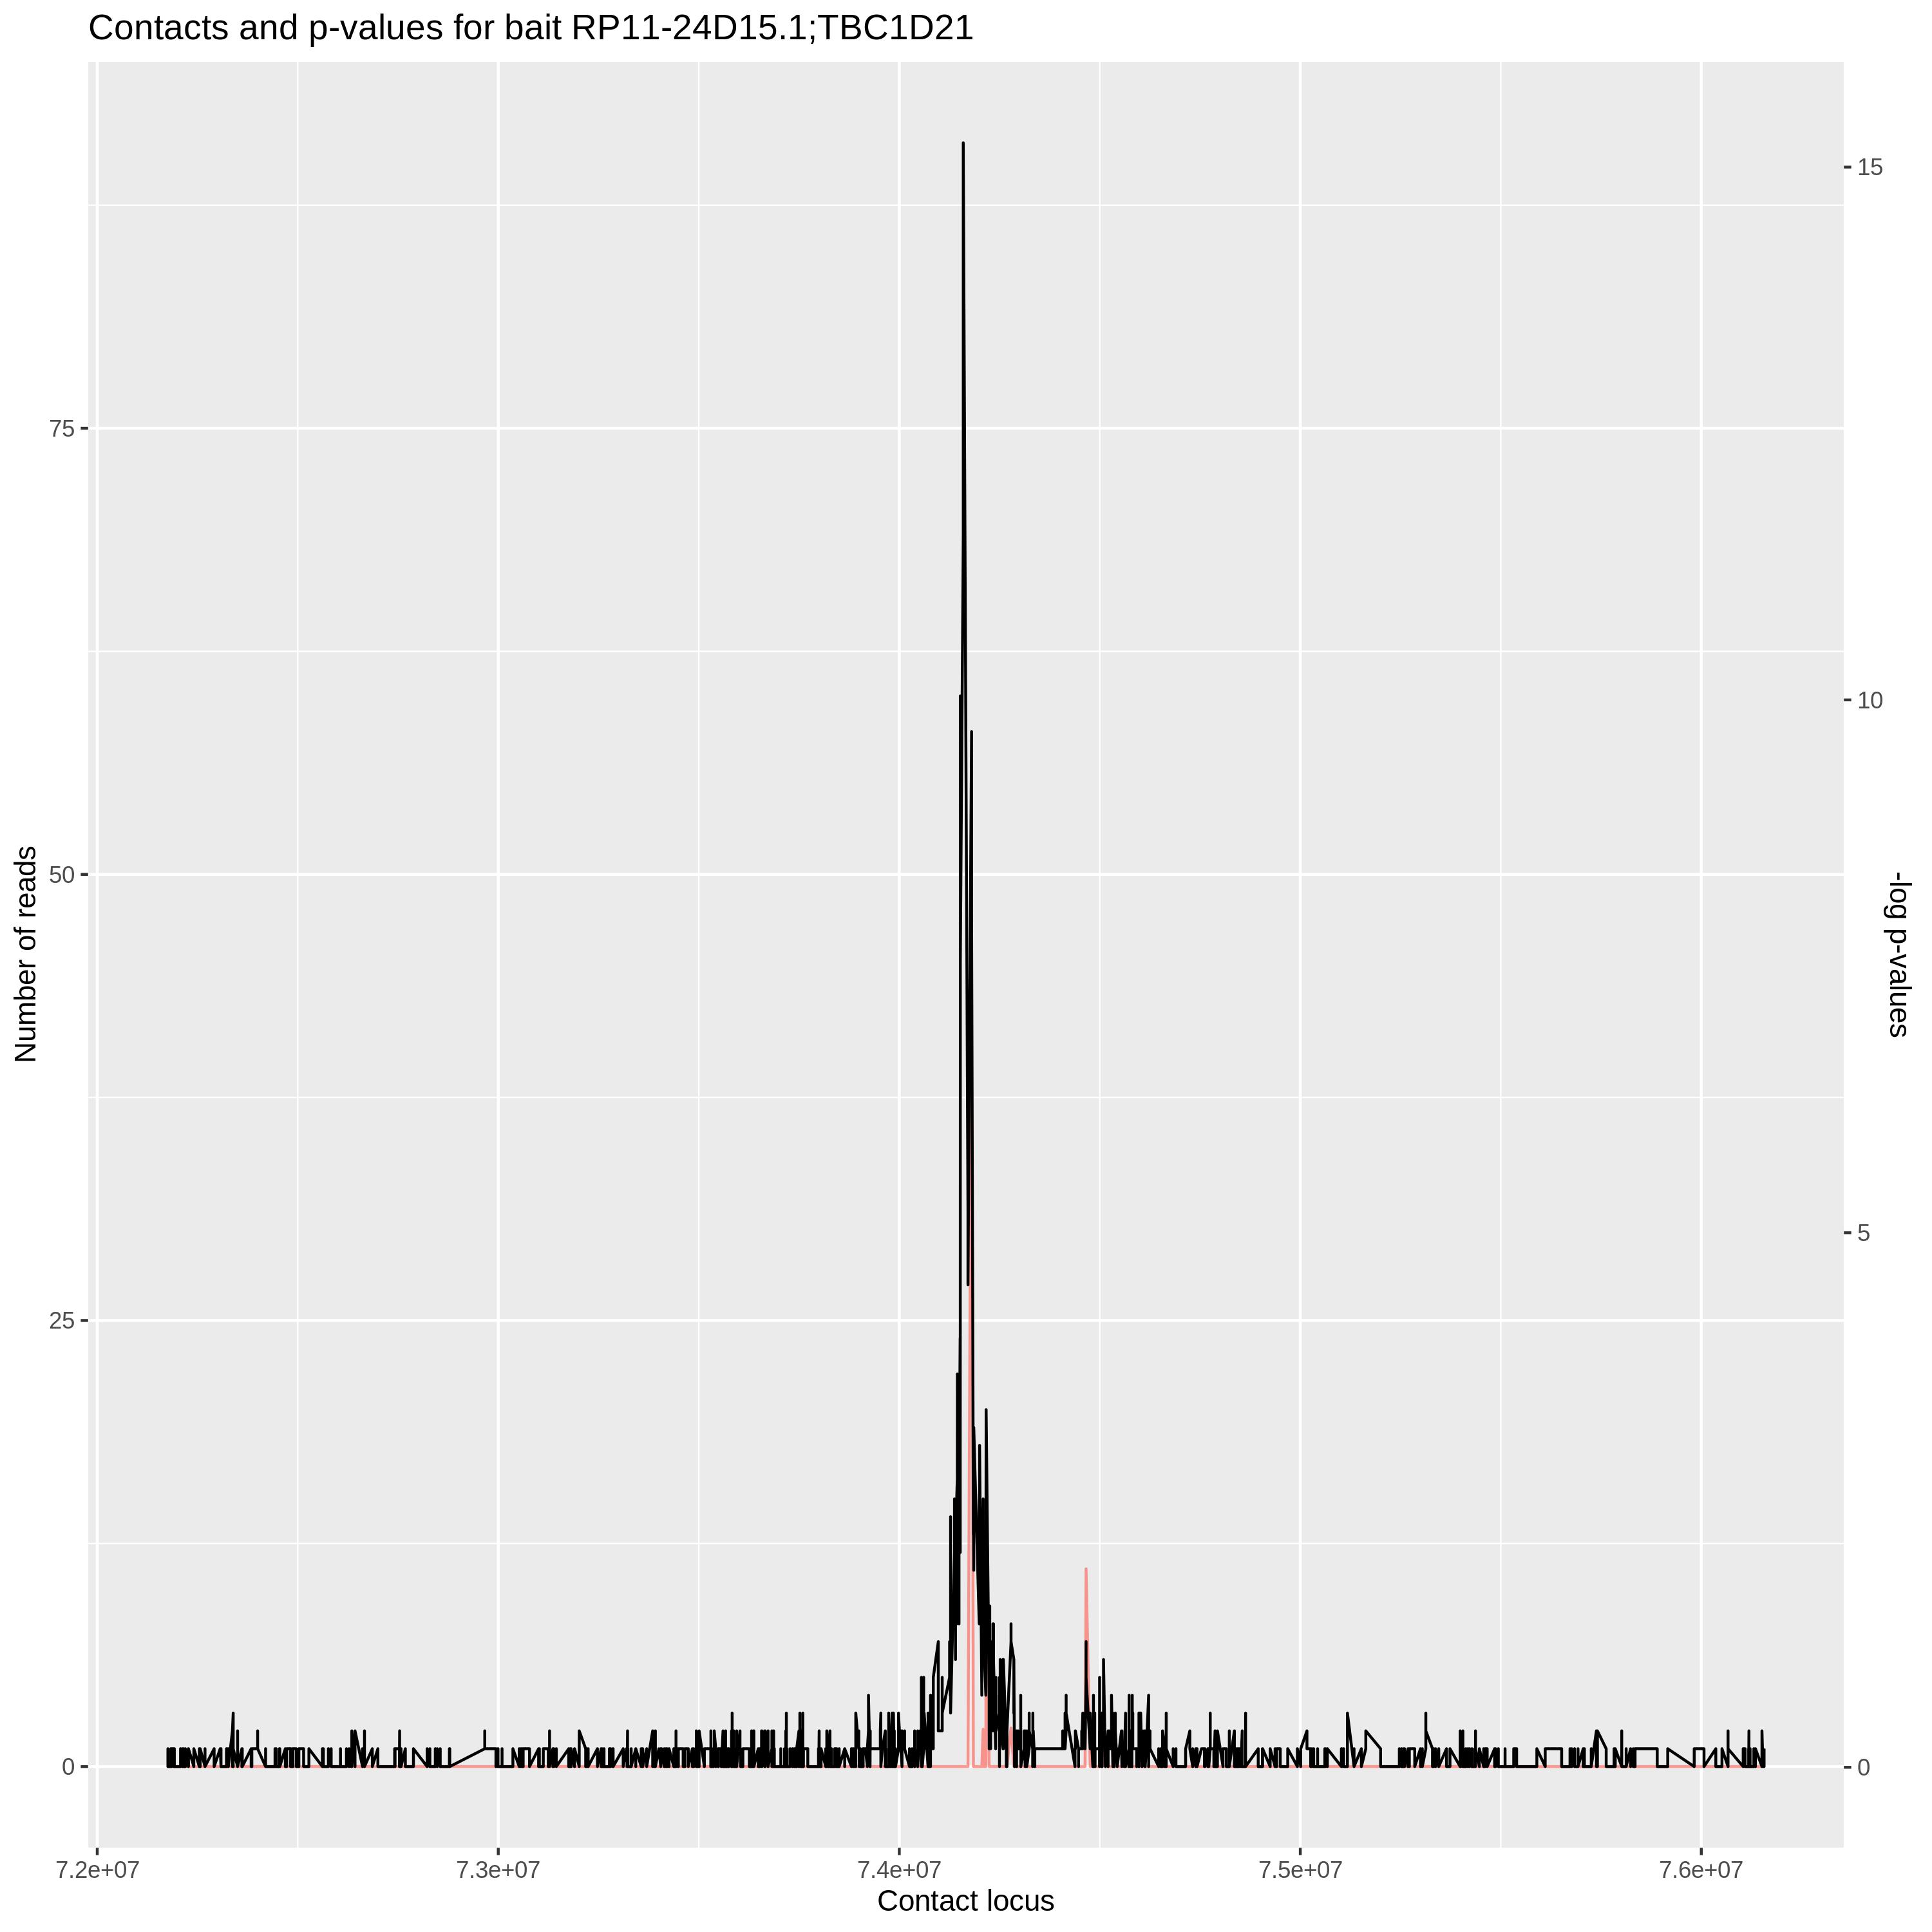 Contacts and p-values for bait RP11-24D15.1;TBC1D21
15
75
10
50
Number of reads
-log p-values
5
25
0
0
7.2e+07
7.3e+07
7.4e+07
7.5e+07
7.6e+07
Contact locus